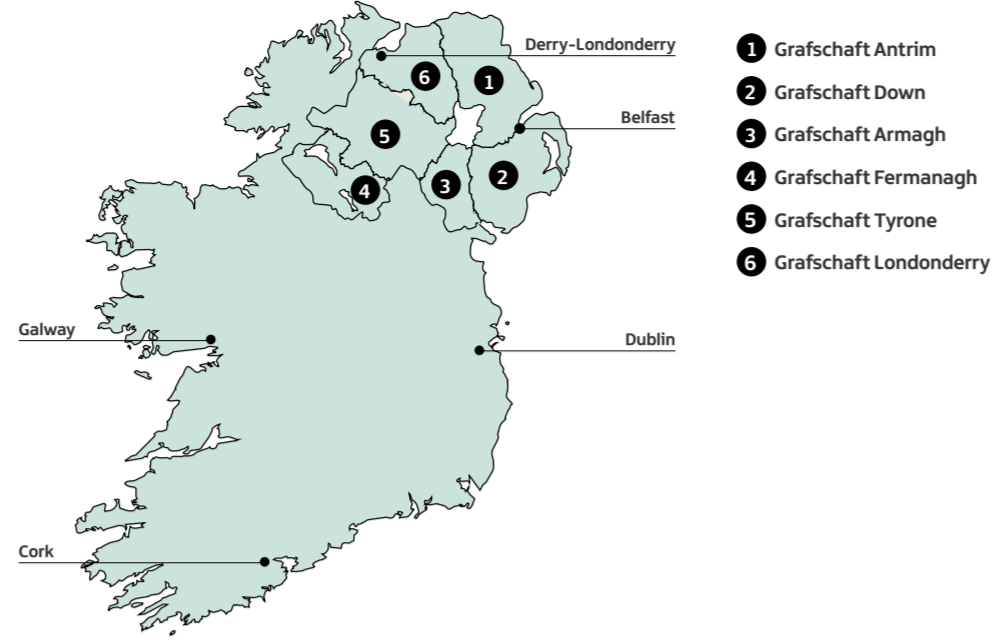 Derry-Londonderry
Belfast
Galway
Dublin
Cork
6
1
5
4
3
2
1 Grafschaft Antrim
2 Grafschaft Down
3 Grafschaft Armagh
4 Grafschaft Fermanagh
5 Grafschaft Tyrone
6 Grafschaft Londonderry